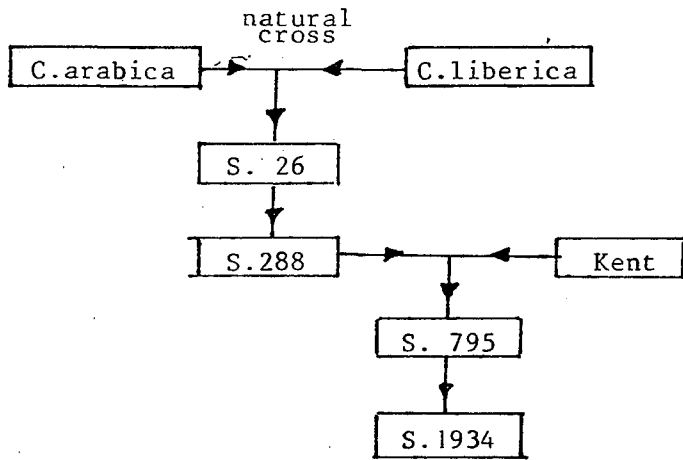 natural
cross
C.arabica
C.liberica
S. 26
S.288
Kent
S. 795
S.1934